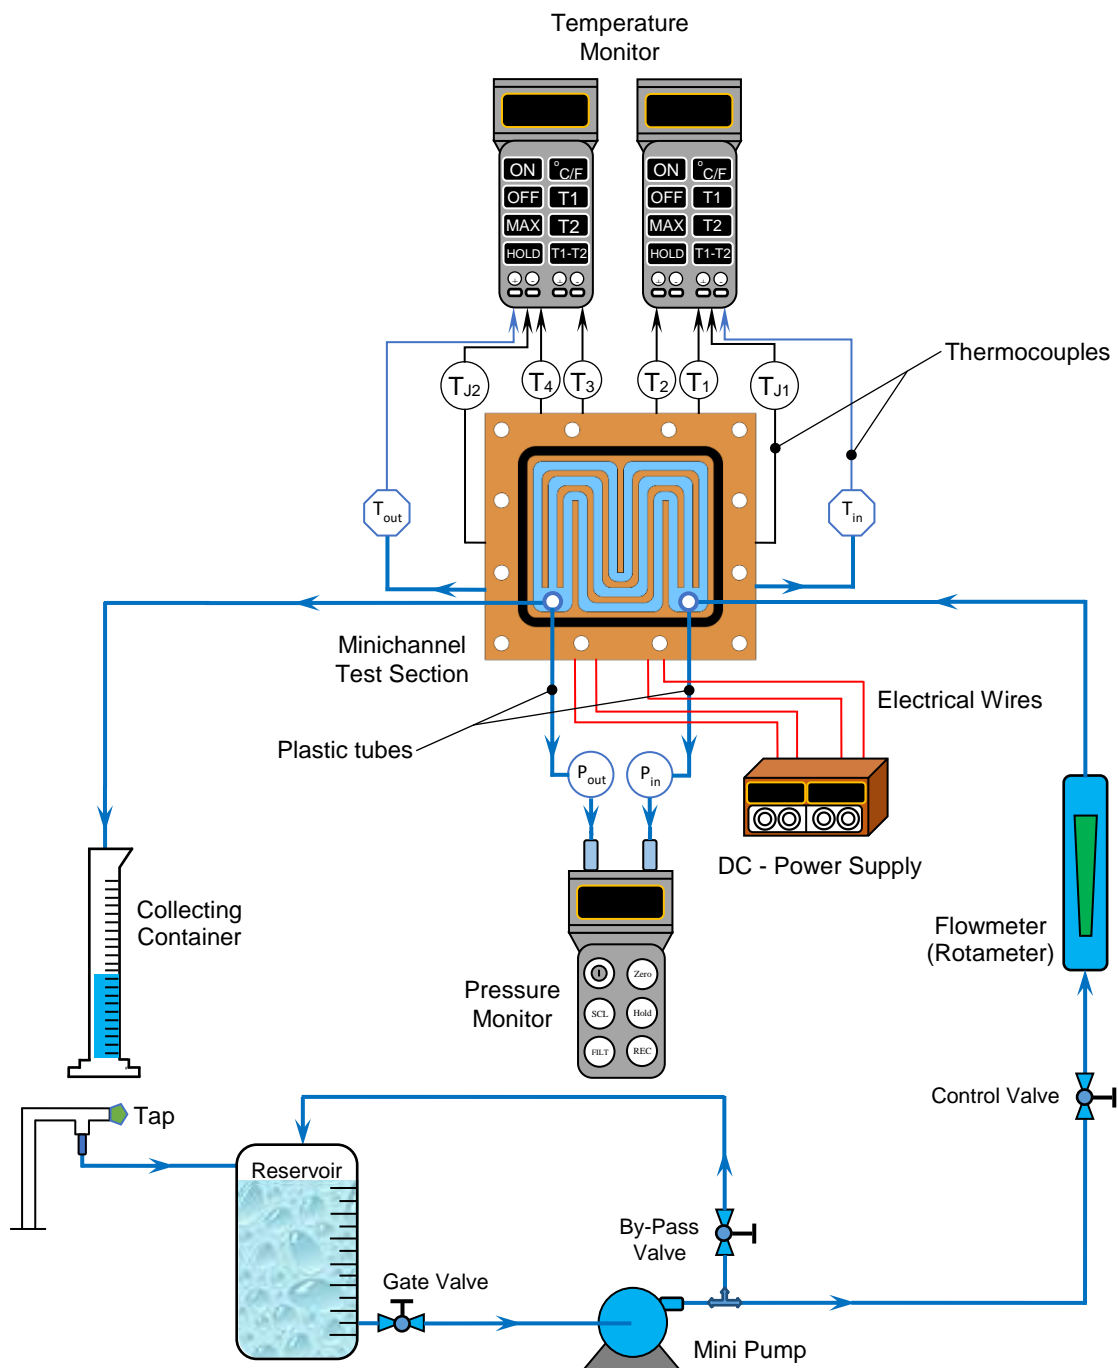 Temperature
Monitor
ON
°C/F
OFF
T1
MAX
T2
HOLD
T1-T2
+
-
+
-
ON
°C/F
OFF
T1
MAX
T2
HOLD
T1-T2
+
-
+
-
Thermocouples
TJ2
T4
T3
T2
T1
TJ1
Tout
Tin
Minichannel
Test Section
Electrical Wires
Plastic tubes
Pout
Pin
DC - Power Supply
Collecting
Container
Flowmeter
(Rotameter)
Pressure
Monitor
Zero
SCL
Hold
FILT
REC
Control Valve
Tap
Reservoir
By-Pass
Valve
Gate Valve
Mini Pump